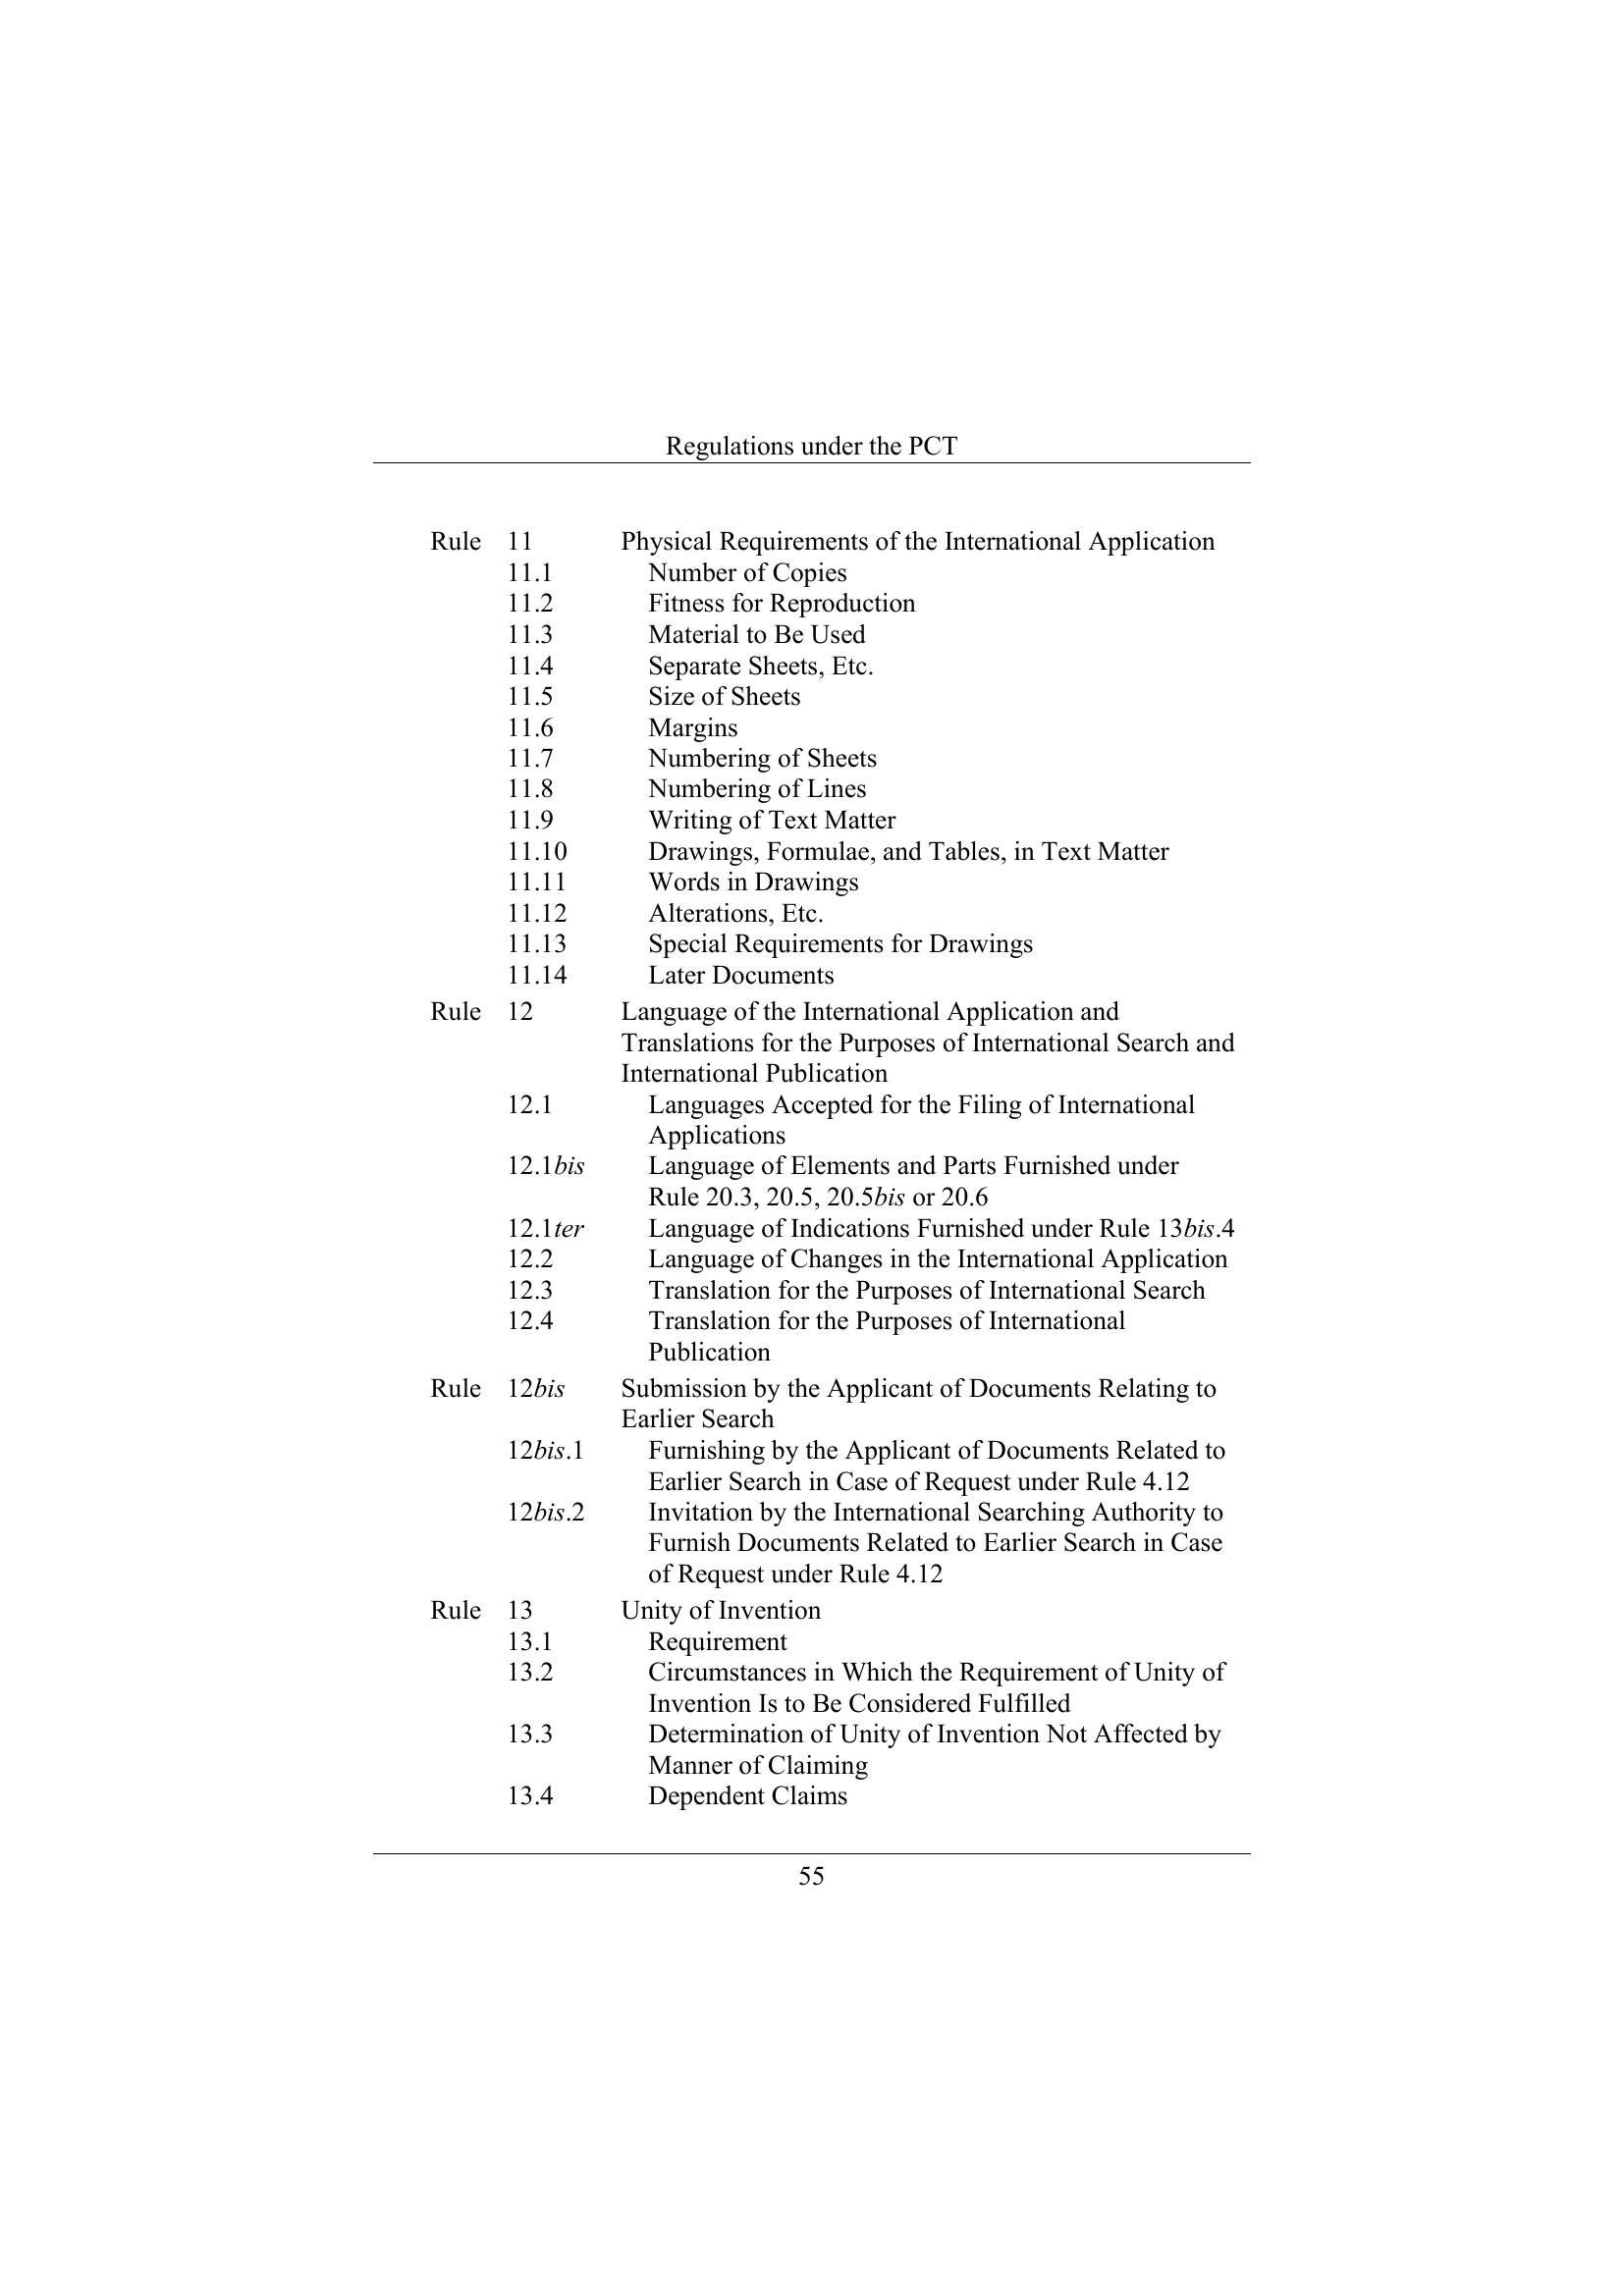 Regulations under the PCT
Rule 11 Physical Requirements of the International Application
11.1 Number of Copies
11.2 Fitness for Reproduction
11.3 Material to Be Used
11.4 Separate Sheets, Etc.
11.5 Size of Sheets
11.6 Margins
11.7 Numbering of Sheets
11.8 Numbering of Lines
11.9 Writing of Text Matter
11.10 Drawings, Formulae, and Tables, in Text Matter
11.11 Words in Drawings
11.12 Alterations, Etc.
11.13 Special Requirements for Drawings
11.14 Later Documents
Rule 12 Language of the International Application and
Translations for the Purposes of International Search and
International Publication
12.1 Languages Accepted for the Filing of International
Applications
12.1bis Language of Elements and Parts Furnished under
Rule 20.3, 20.5, 20.5bis or 20.6
12.1ter Language of Indications Furnished under Rule 13bis.4
12.2 Language of Changes in the International Application
12.3 Translation for the Purposes of International Search
12.4 Translation for the Purposes of International
Publication
Rule 12bis Submission by the Applicant of Documents Relating to
Earlier Search
12bis.1 Furnishing by the Applicant of Documents Related to
Earlier Search in Case of Request under Rule 4.12
12bis.2 Invitation by the International Searching Authority to
Furnish Documents Related to Earlier Search in Case
of Request under Rule 4.12
Rule 13 Unity of Invention
13.1 Requirement
13.2 Circumstances in Which the Requirement of Unity of
Invention Is to Be Considered Fulfilled
13.3 Determination of Unity of Invention Not Affected by
Manner of Claiming
13.4 Dependent Claims
55